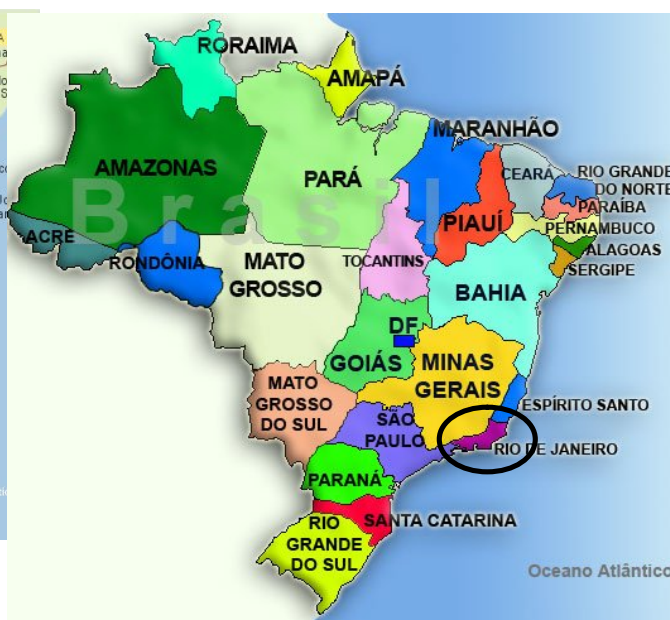 RORAIMA
AMAPÁ
MARANHÃO
CEARÁ
RIO GRANDE
DO NORTE
PARAÍBA
AMAZONAS
PARÁ
Brasil
PIAUÍ
PERNAMBUCO
ALAGOAS
SERGIPE
ACRE
RONDÔNIA
MATO
GROSSO
TOCANTINS
BAHIA
DF
GOIÁS
MINAS
GERAIS
MATO
GROSSO
DO SUL
ESPÍRITO SANTO
SÃO
PAULO
RIO DE JANEIRO
PARANÁ
SANTA CATARINA
RIO
GRANDE
DO SUL
Oceano Atlântico